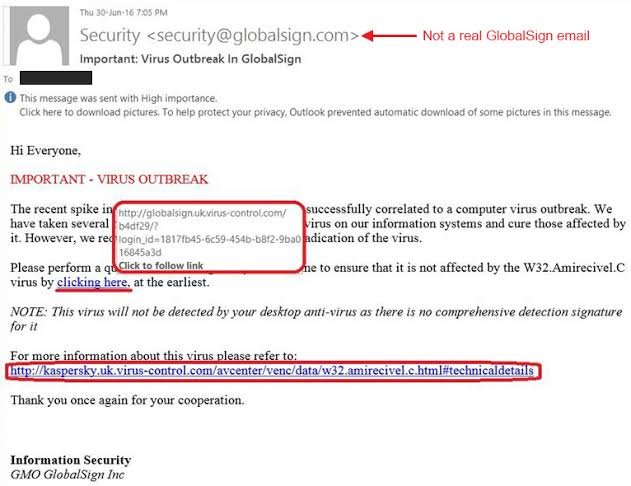 Thu 30-Jun-16 7:05 PM
Security <security@globalsign.com>
Not a real GlobalSign email
Important: Virus Outbreak In GlobalSign
To
This message was sent with High importance.
Click here to download pictures. To help protect your privacy, Outlook prevented automatic download of some pictures in this message.
Hi Everyone,
IMPORTANT - VIRUS OUTBREAK
The recent spike in successfully correlated to a computer virus outbreak. We
have taken several virus on our information systems and cure those affected by
it. However, we req adication of the virus.
http://globalsign.uk.virus-control.com/
b4df29/?
login_id=1817fb45-6c59-454b-b8f2-9ba0
16845a3d
Click to follow link
Please perform a qu ne to ensure that it is not affected by the W32.Amirecivel.C
virus by clicking here, at the earliest.
NOTE: This virus will not be detected by your desktop anti-virus as there is no comprehensive detection signature
for it
For more information about this virus please refer to:
http://kaspersky.uk.virus-control.com/avcenter/venc/data/w32.amirecivel.c.html#technicaldetails
Thank you once again for your cooperation.
Information Security
GMO GlobalSign Inc